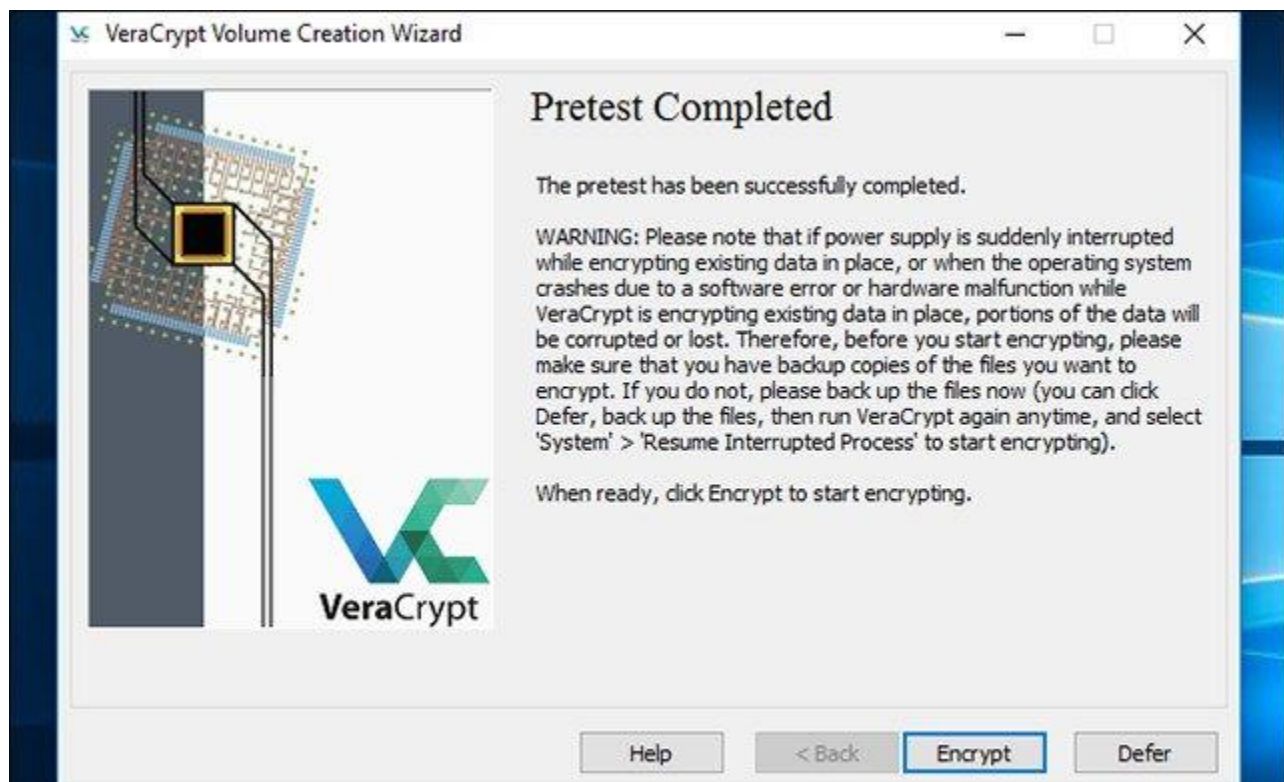 VeraCrypt Volume Creation Wizard
Pretest Completed
The pretest has been successfully completed.
WARNING: Please note that if power supply is suddenly interrupted
while encrypting existing data in place, or when the operating system
crashes due to a software error or hardware malfunction while
VeraCrypt is encrypting existing data in place, portions of the data will
be corrupted or lost. Therefore, before you start encrypting, please
make sure that you have backup copies of the files you want to
encrypt. If you do not, please back up the files now (you can click
Defer, back up the files, then run VeraCrypt again anytime, and select
'System' > 'Resume Interrupted Process' to start encrypting).
When ready, click Encrypt to start encrypting.
VeraCrypt
Help
< Back
Encrypt
Defer